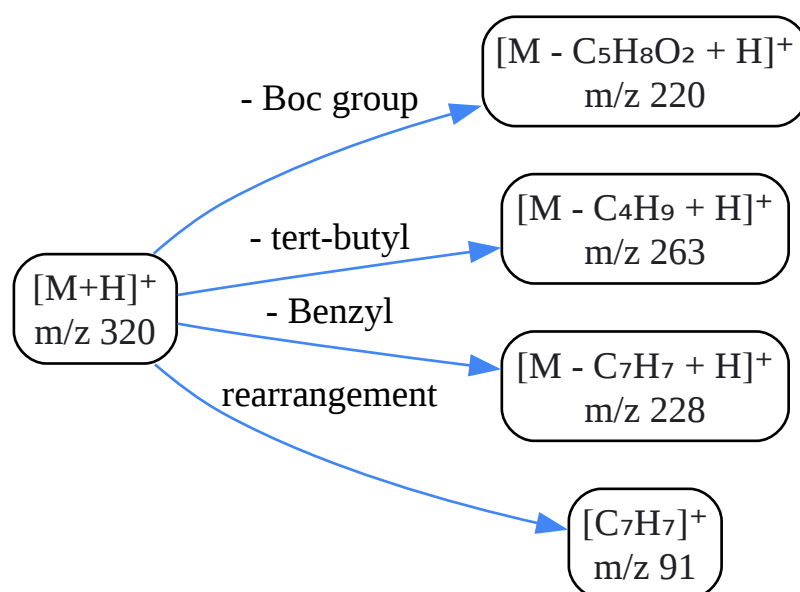 [M - C₅H₈O₂ + H]⁺
m/z 220
- Boc group
[M - C₄H₉ + H]⁺
m/z 263
- tert-butyl
[M+H]⁺
m/z 320
- Benzyl
[M - C₇H₇ + H]⁺
m/z 228
rearrangement
[C₇H₇]⁺
m/z 91